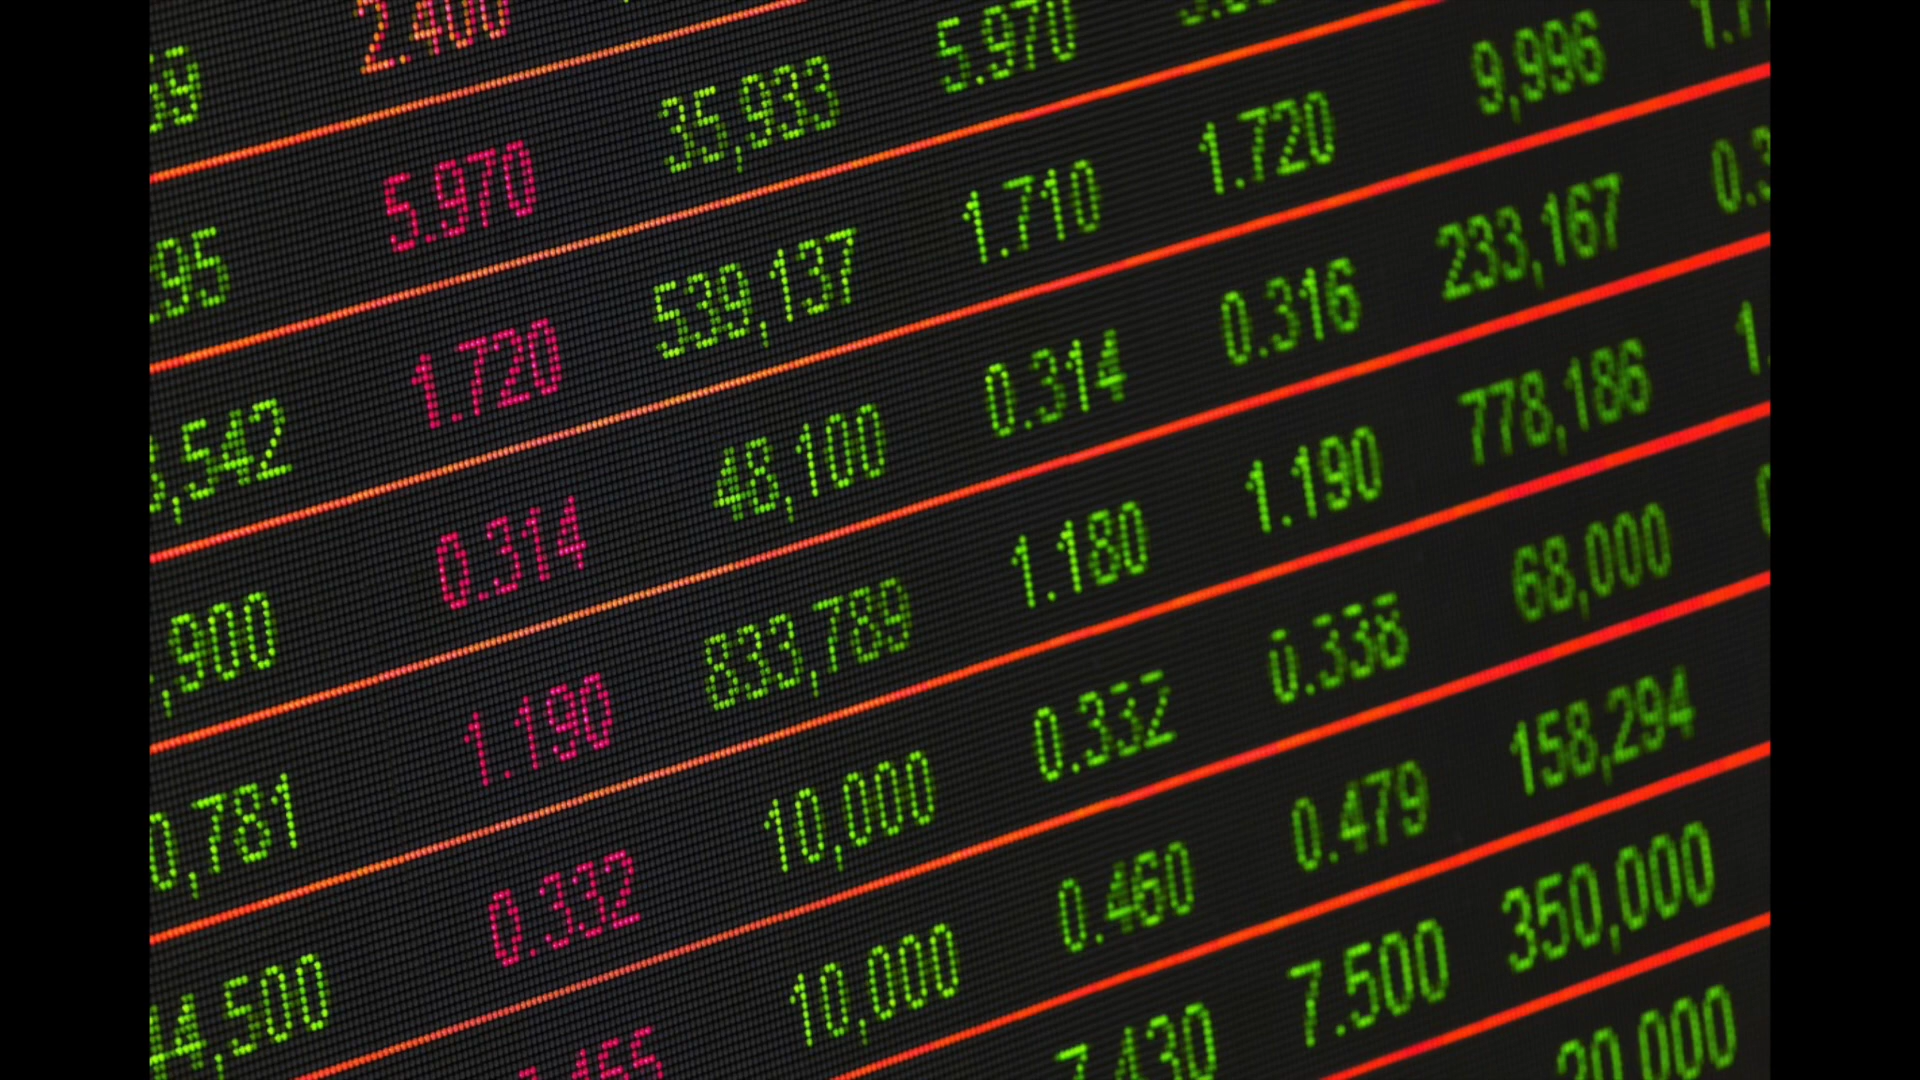 2.400
95 5.970 35,933 5.970
,542 1.720 539,137 1.710 1.720 9,996 1.7
,900 0.314 48,100 0.314 0.316 233,167 0.3
0,781 1.190 833,789 1.180 1.190 778,186 1.
4,500 0.332 10,000 0.332 0.338 68,000
10,000 0.460 0.479 158,294
7.430 7.500 350,000
20,000